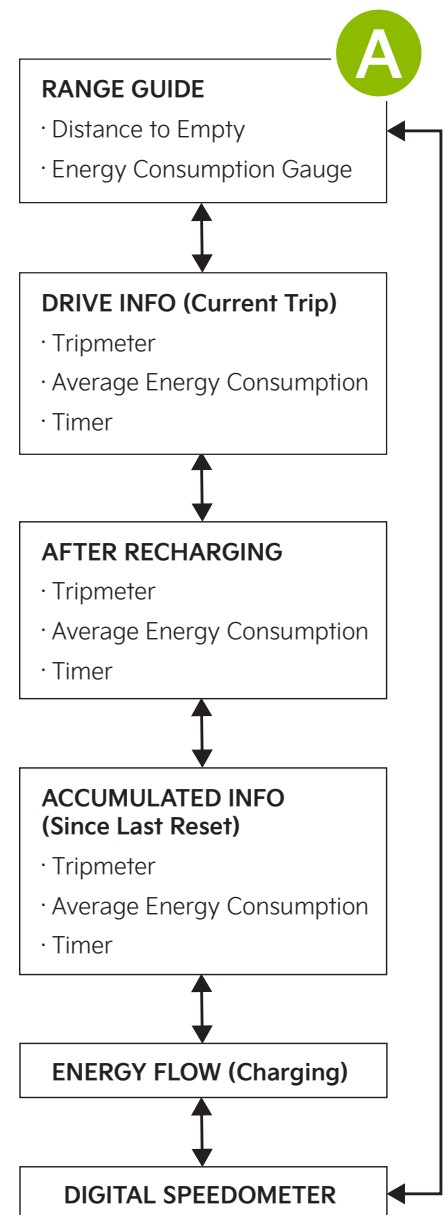 A
RANGE GUIDE
· Distance to Empty
· Energy Consumption Gauge
DRIVE INFO (Current Trip)
· Tripmeter
· Average Energy Consumption
· Timer
AFTER RECHARGING
· Tripmeter
· Average Energy Consumption
· Timer
ACCUMULATED INFO
(Since Last Reset)
· Tripmeter
· Average Energy Consumption
· Timer
ENERGY FLOW (Charging)
DIGITAL SPEEDOMETER